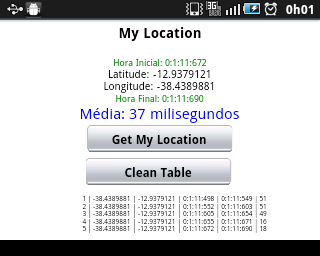 3G
0h01
My Location
Hora Inicial: 0:1:11:672
Latitude: -12.9379121
Longitude: -38.4389881
Hora Final: 0:1:11:690
Média: 37 milisegundos
Get My Location
Clean Table
1 | -38.4389881 | -12.9379121 | 0:1:11:498 | 0:1:11:549 | 51
2 | -38.4389881 | -12.9379121 | 0:1:11:552 | 0:1:11:603 | 51
3 | -38.4389881 | -12.9379121 | 0:1:11:605 | 0:1:11:654 | 49
4 | -38.4389881 | -12.9379121 | 0:1:11:655 | 0:1:11:671 | 16
5 | -38.4389881 | -12.9379121 | 0:1:11:672 | 0:1:11:690 | 18